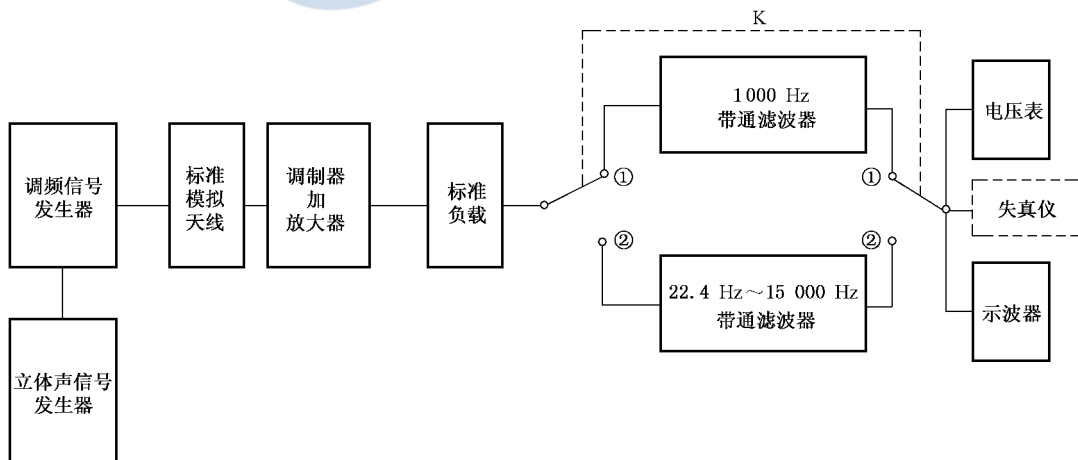 K
1000 Hz
带通滤波器
电压表
调频信号
发生器
标准
模拟
天线
调制器
加
放大器
标准
负载
①
①
失真仪
②
②
22.4 Hz～15 000 Hz
带通滤波器
示波器
立体声信号
发生器